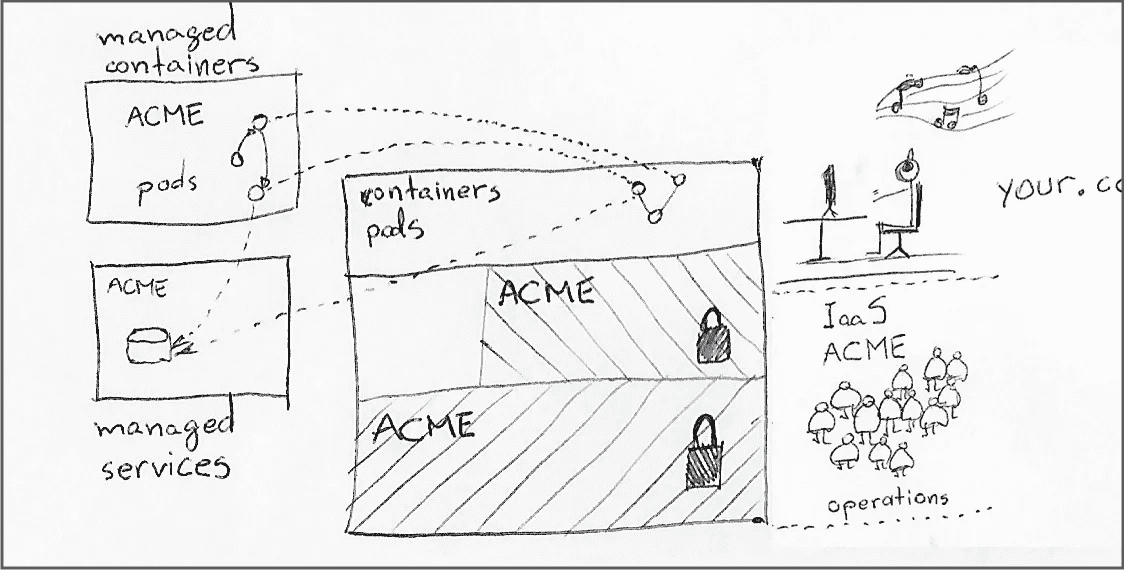 managed
containers
ACME
pods
ACME
managed
services
containers
pods
ACME
ACME
your.co
IaaS
ACME
operations